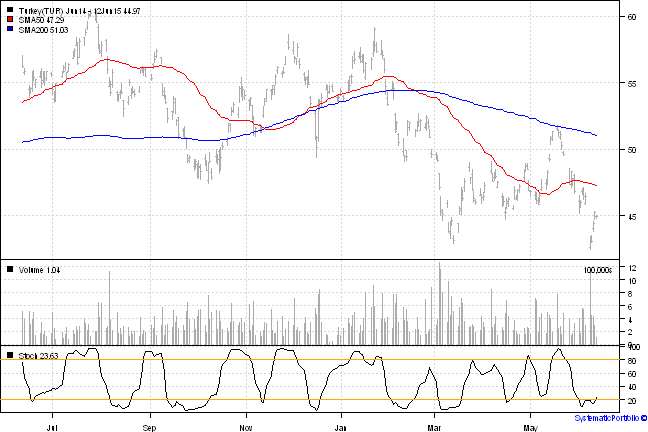 Turkey(TUR) Jun14 - 12Jun15 44.97
SMA50 47.29
SMA200 51.03
60
55
50
45
Volume 1.04
100,000s
12
10
8
6
4
2
0
Stoch 23.63
100
80
60
40
20
Jul Sep Nov Jan Mar May
SystematicPortfolio ©